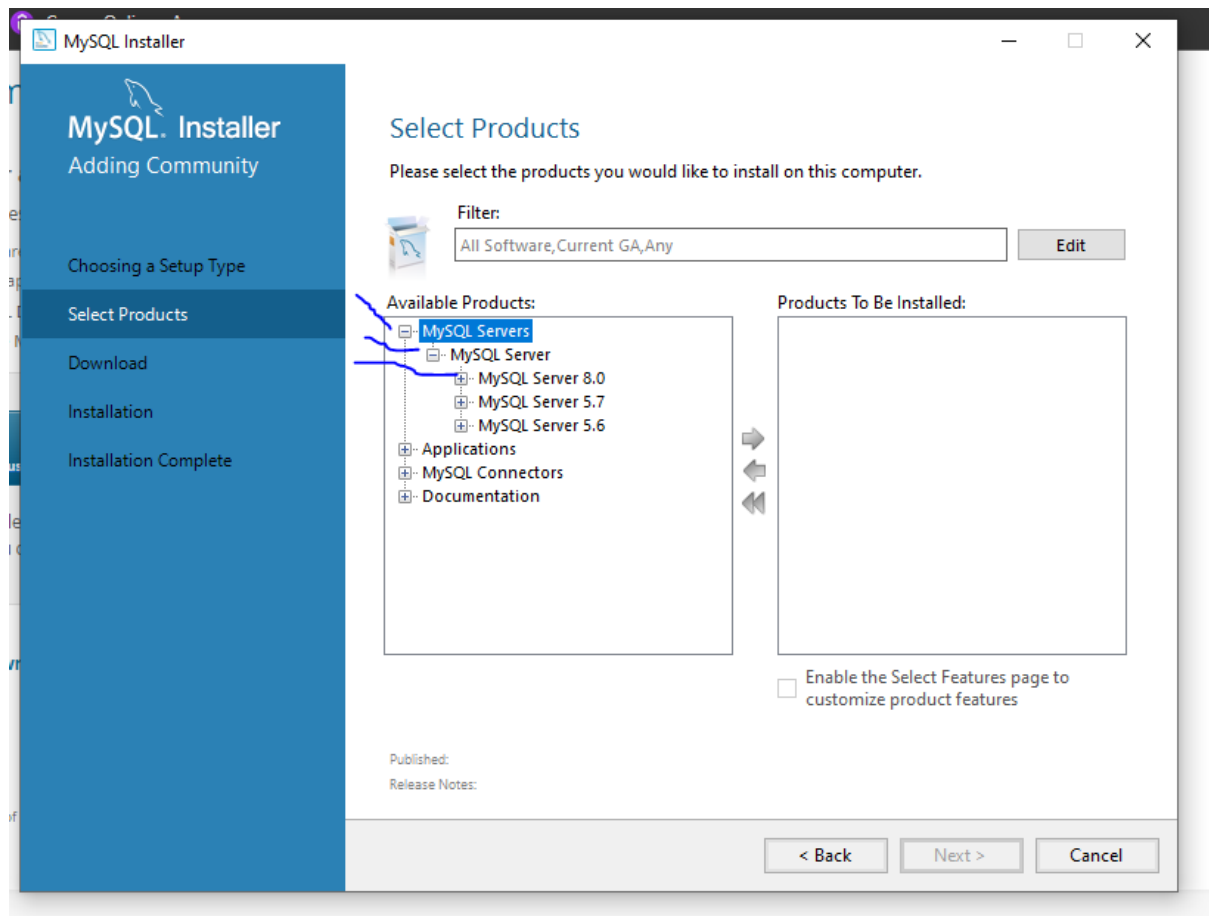 MySQL Installer
MySQL. Installer
Adding Community
Choosing a Setup Type
Select Products
Download
Installation
Installation Complete
Select Products
Please select the products you would like to install on this computer.
Filter:
All Software,Current GA,Any
Edit
Available Products:
MySQL Servers
MySQL Server
MySQL Server 8.0
MySQL Server 5.7
MySQL Server 5.6
Applications
MySQL Connectors
Documentation
Products To Be Installed:
Enable the Select Features page to
customize product features
Published:
Release Notes:
< Back
Next >
Cancel